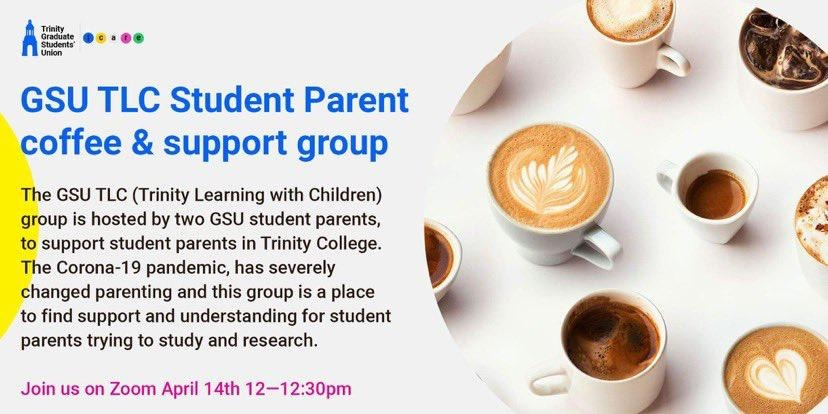 Trinity
Graduate
Students'
Union
icare
GSU TLC Student Parent
coffee & support group
The GSU TLC (Trinity Learning with Children)
group is hosted by two GSU student parents,
to support student parents in Trinity College.
The Corona-19 pandemic, has severely
changed parenting and this group is a place
to find support and understanding for student
parents trying to study and research.
Join us on Zoom April 14th 12—12:30pm